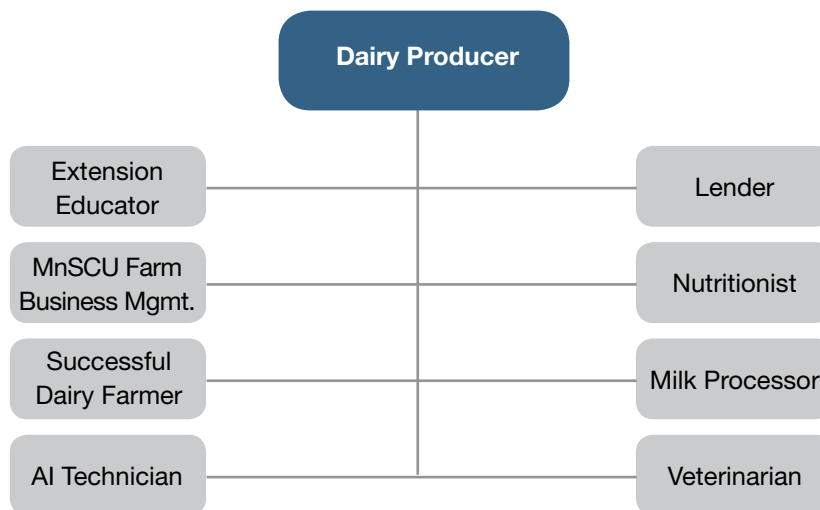 Dairy Producer
Extension
Educator
Lender
MnSCU Farm
Business Mgmt.
Nutritionist
Successful
Dairy Farmer
Milk Processor
AI Technician
Veterinarian